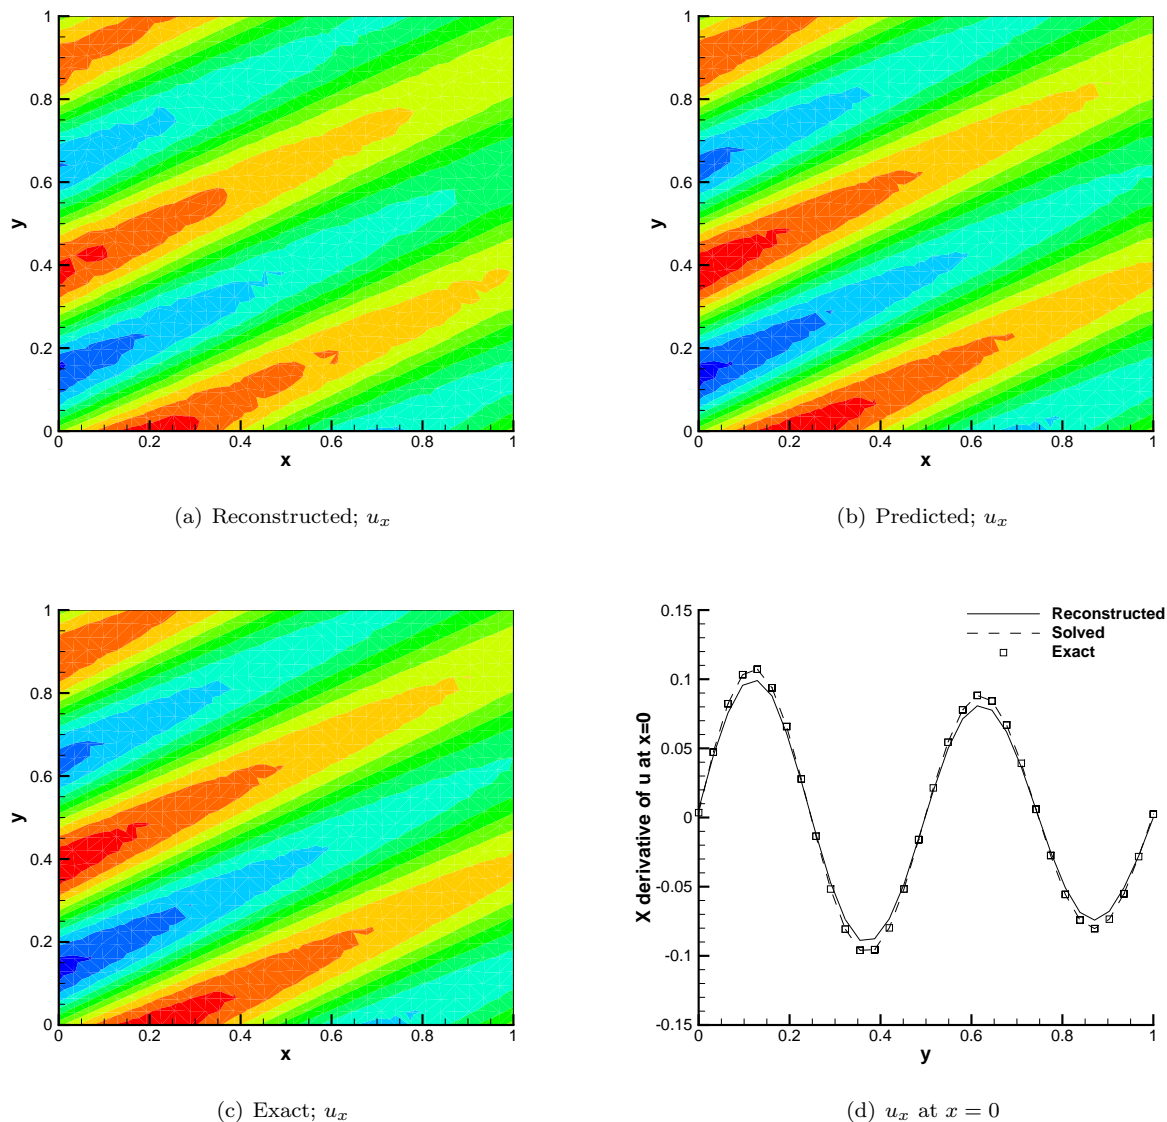 1
0.8
0.6
y
0.4
0.2
0
0 0.2 0.4 0.6 0.8 1
x
(a) Reconstructed; u_x
1
0.8
0.6
y
0.4
0.2
0
0 0.2 0.4 0.6 0.8 1
x
(b) Predicted; u_x
1
0.8
0.6
y
0.4
0.2
0
0 0.2 0.4 0.6 0.8 1
x
(c) Exact; u_x
Reconstructed
Solved
Exact
0.15
0.1
0.05
0
-0.05
-0.1
-0.15
X derivative of u at x=0
0 0.2 0.4 0.6 0.8 1
y
(d) u_x at x = 0